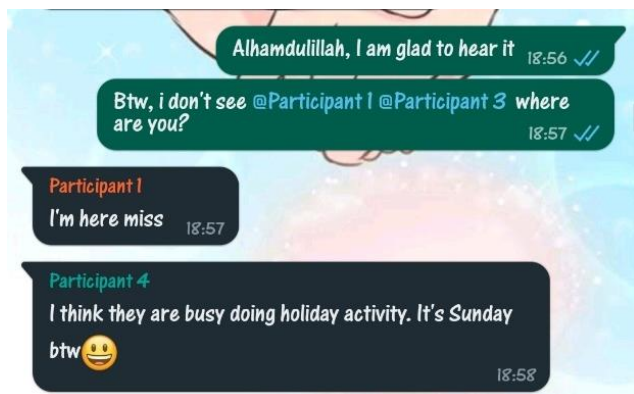 Alhamdulillah, I am glad to hear it
18:56
Btw, i don't see @Participant 1 @Participant 3 where
are you?
18:57
Participant 1
I'm here miss
18:57
Participant 4
I think they are busy doing holiday activity. It's Sunday
btw😃
18:58